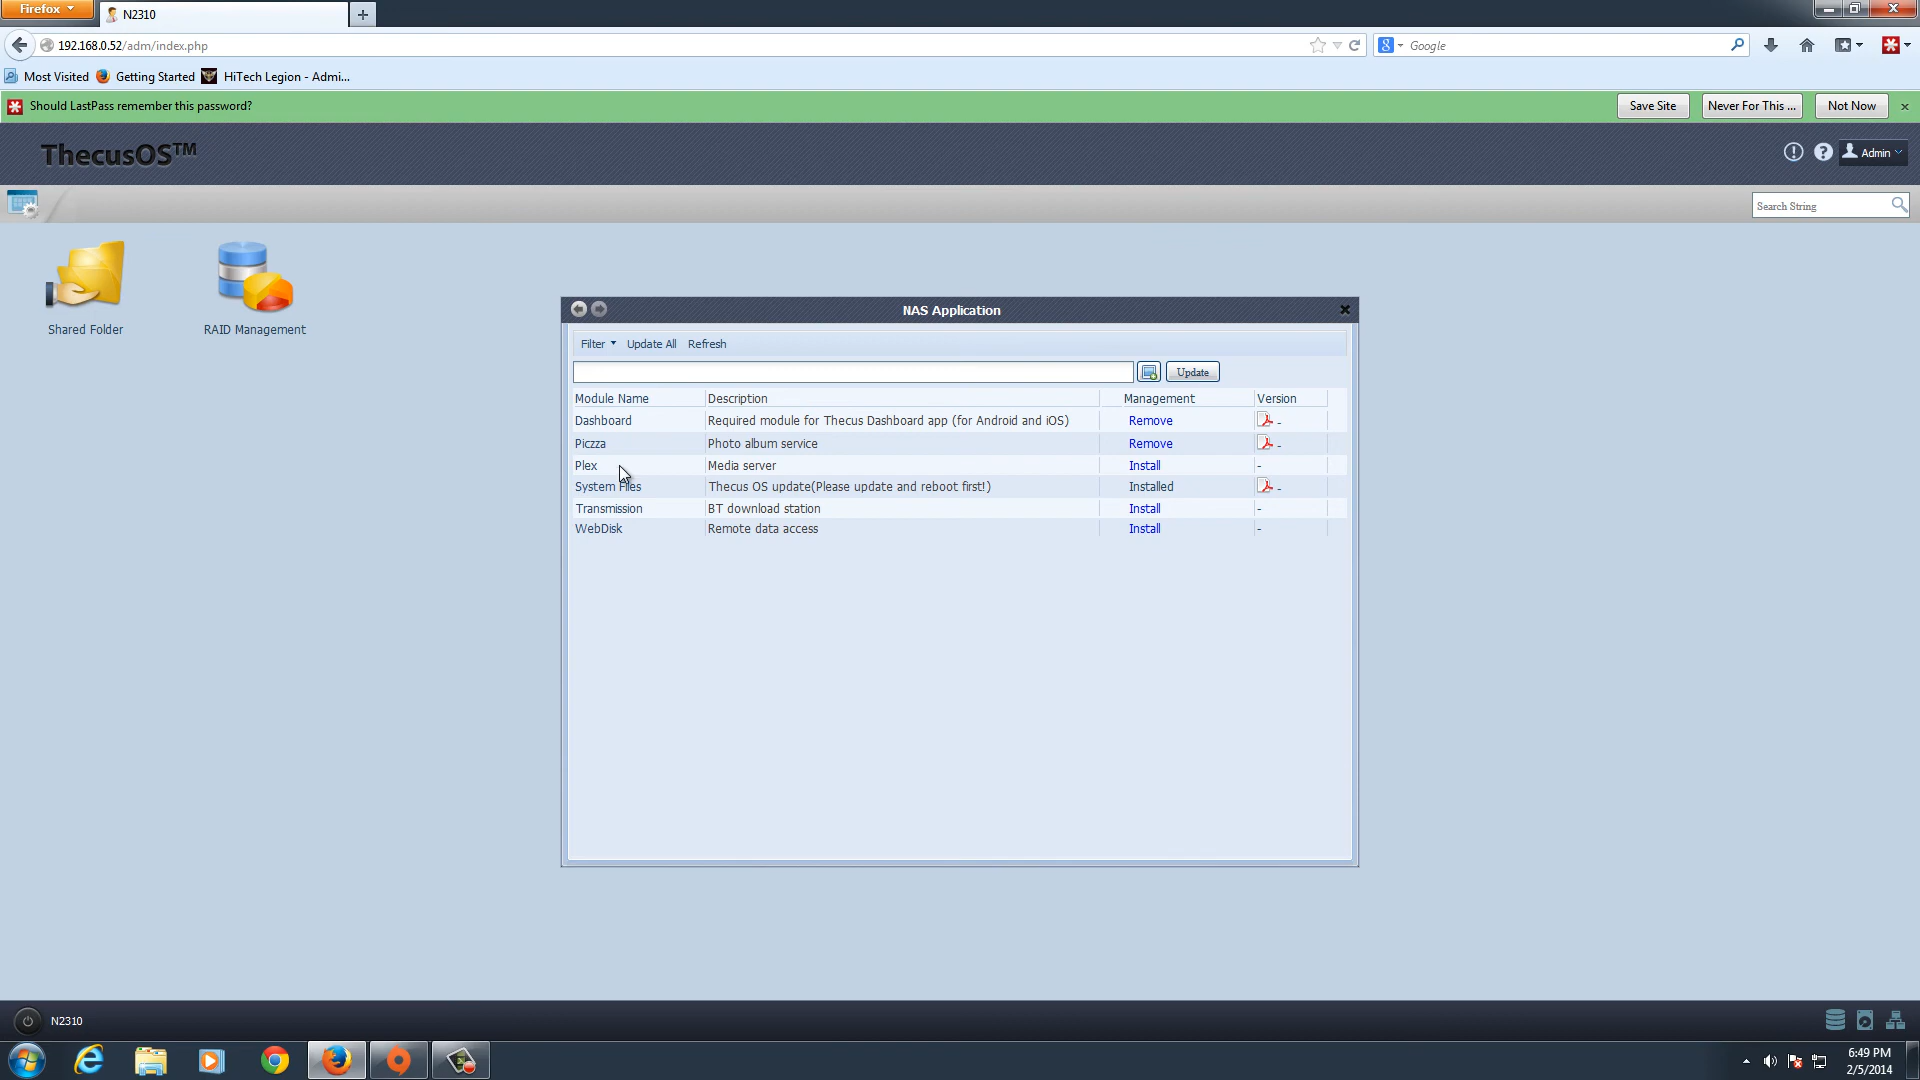 Firefox
N2310
192.168.0.52/adm/index.php
Google
Most Visited Getting Started HiTech Legion - Admi...
Should LastPass remember this password?
Save Site Never For This ... Not Now
ThecusOS™
Admin
Search String
Shared Folder RAID Management
NAS Application
Filter Update All Refresh
Update
Module Name Description Management Version
Dashboard Required module for Thecus Dashboard app (for Android and iOS) Remove -
Piczza Photo album service Remove -
Plex Media server Install -
System Files Thecus OS update(Please update and reboot first!) Installed -
Transmission BT download station Install -
WebDisk Remote data access Install -
N2310
6:49 PM
2/5/2014